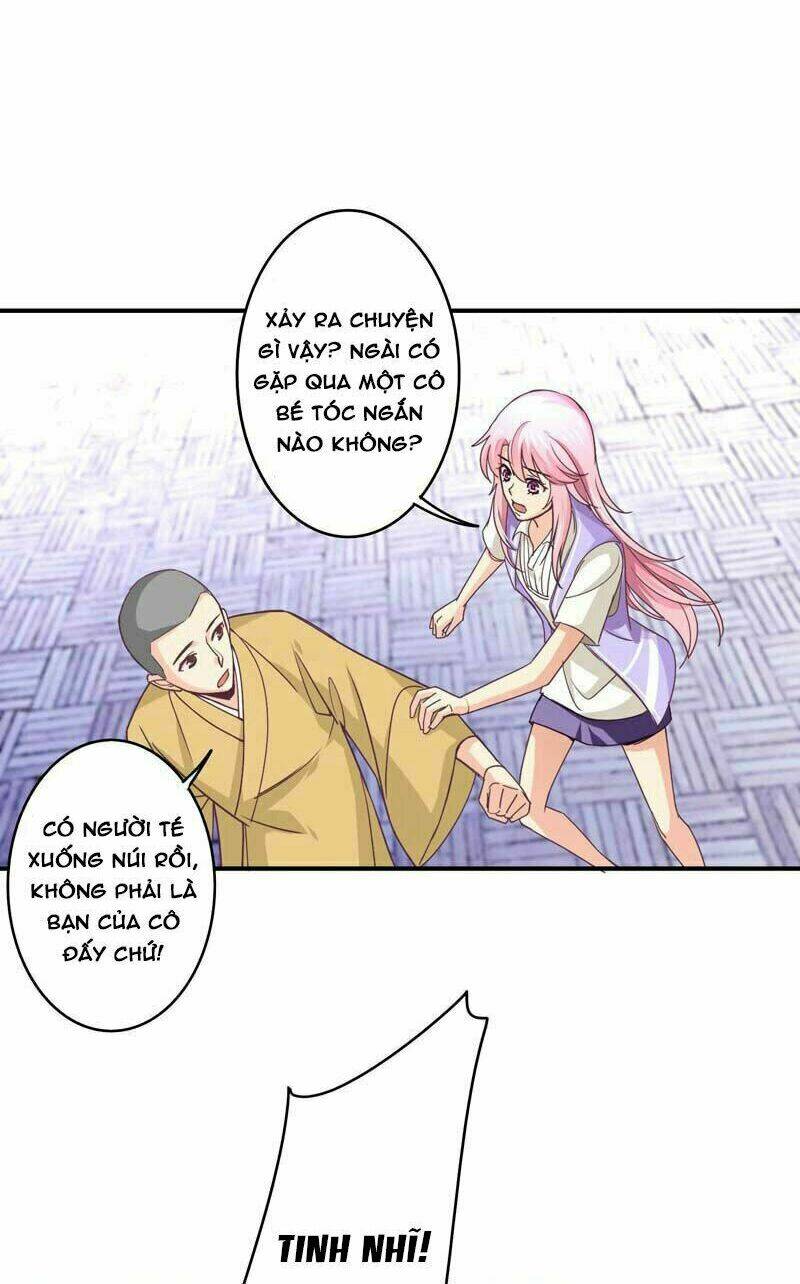 XẢY RA CHUYỆN
GÌ VẬY? NGÀI CÓ
GẶP QUA MỘT CÔ
BÉ TÓC NGẮN
NÀO KHÔNG?
CÓ NGƯỜI TÉ
XUỐNG NÚI RỒI,
KHÔNG PHẢI LÀ
BẠN CỦA CÔ
ĐẤY CHỨ!
TINH NHĨ!